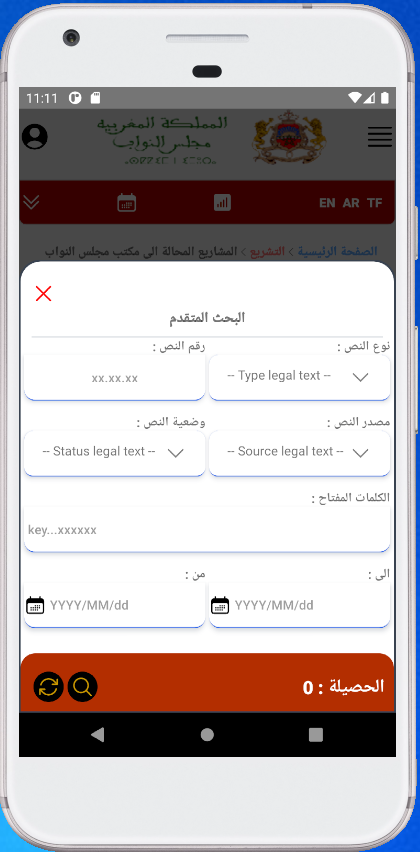 11:11
المملكة المغربية
مجلس النواب
EN AR TF
الصفحة الرئيسية > التشريع > المشاريع المحالة الى مكتب مجلس النواب
البحث المتقدم
نوع النص : رقم النص :
-- Type legal text -- xx.xx.xx
مصدر النص : وضعية النص :
-- Source legal text -- -- Status legal text --
الكلمات المفتاح :
key...xxxxxx
الى : من :
YYYY/MM/dd YYYY/MM/dd
الحصيلة : 0